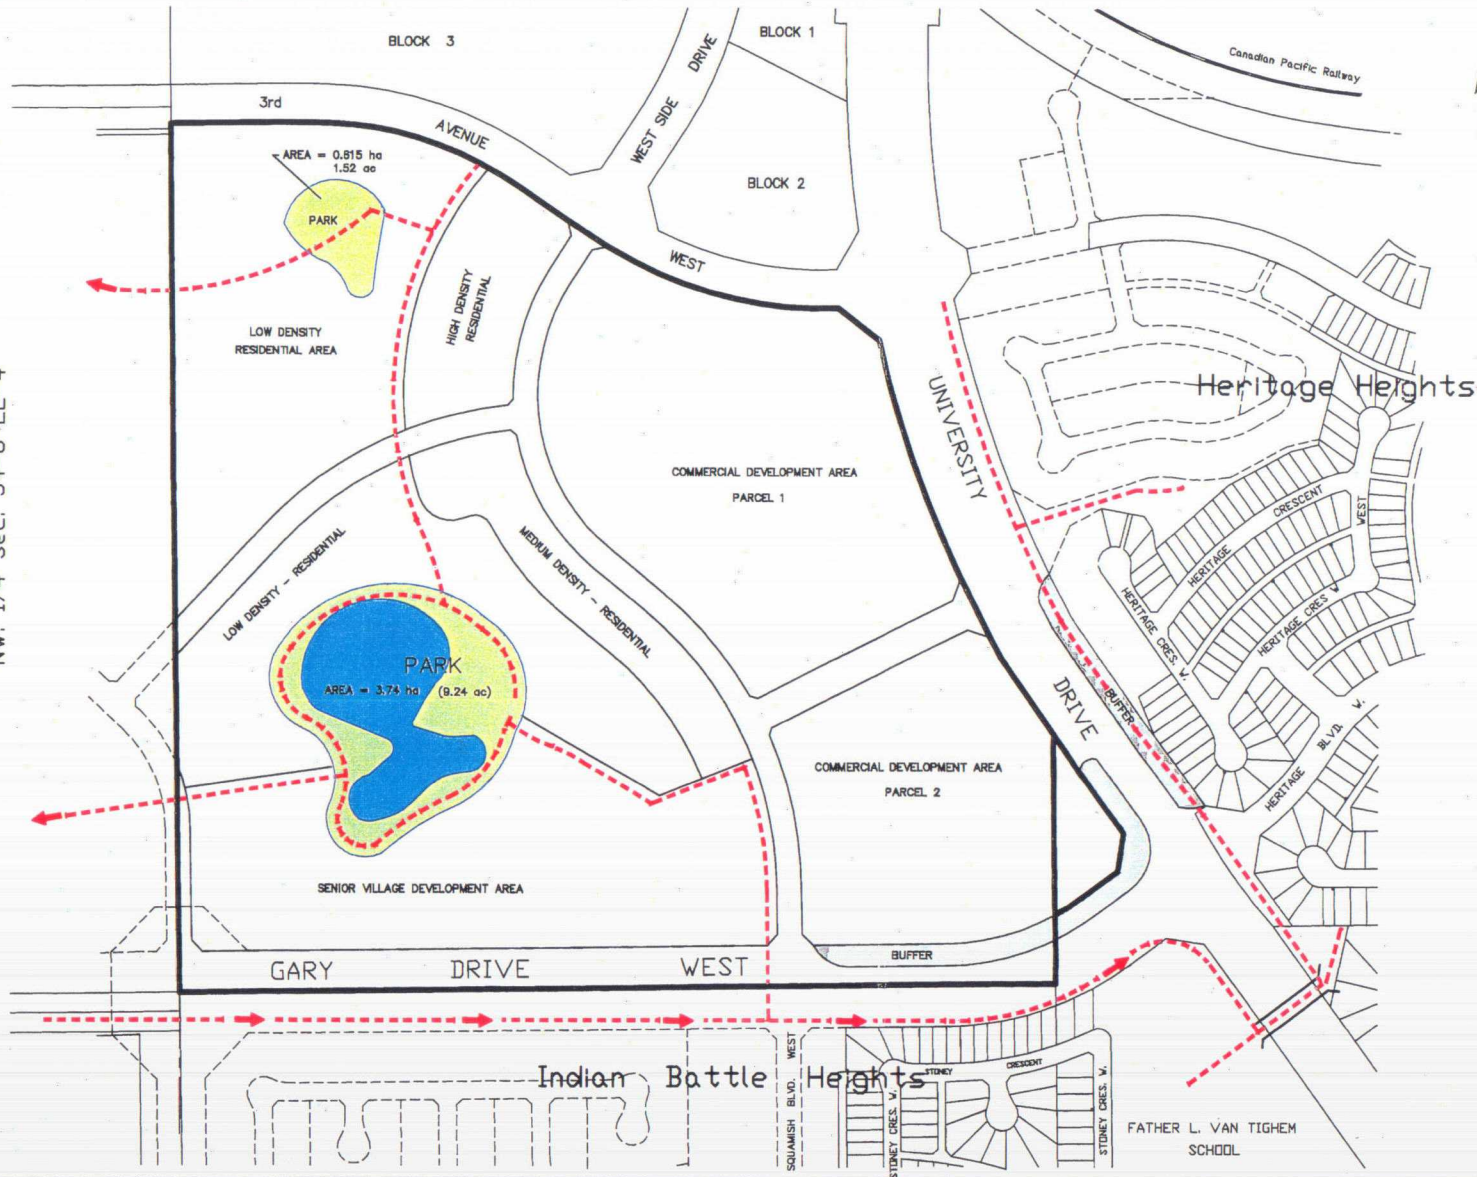 BLOCK 3
BLOCK 1
Canadian Pacific Railway
WEST SIDE DRIVE
3rd
AVENUE
AREA = 0.615 ha
1.52 ac
BLOCK 2
PARK
WEST
HIGH DENSITY
RESIDENTIAL
LOW DENSITY
RESIDENTIAL AREA
Heritage Heights
UNIVERSITY
COMMERCIAL DEVELOPMENT AREA
PARCEL 1
CRESCENT
WEST
HERITAGE
LOW DENSITY - RESIDENTIAL
MEDIUM DENSITY - RESIDENTIAL
HERITAGE CRES. W.
HERITAGE CRES W.
PARK
AREA = 3.74 ha (9.24 ac)
DRIVE
BUFFER
BLVD. W.
HERITAGE
COMMERCIAL DEVELOPMENT AREA
PARCEL 2
SENIOR VILLAGE DEVELOPMENT AREA
BUFFER
GARY DRIVE WEST
Indian Battle Heights
SQUAMISH BLVD. WEST
STONEY CRESCENT
STONEY CRES. W.
STONEY CRES. W.
FATHER L. VAN TIGHEM
SCHOOL